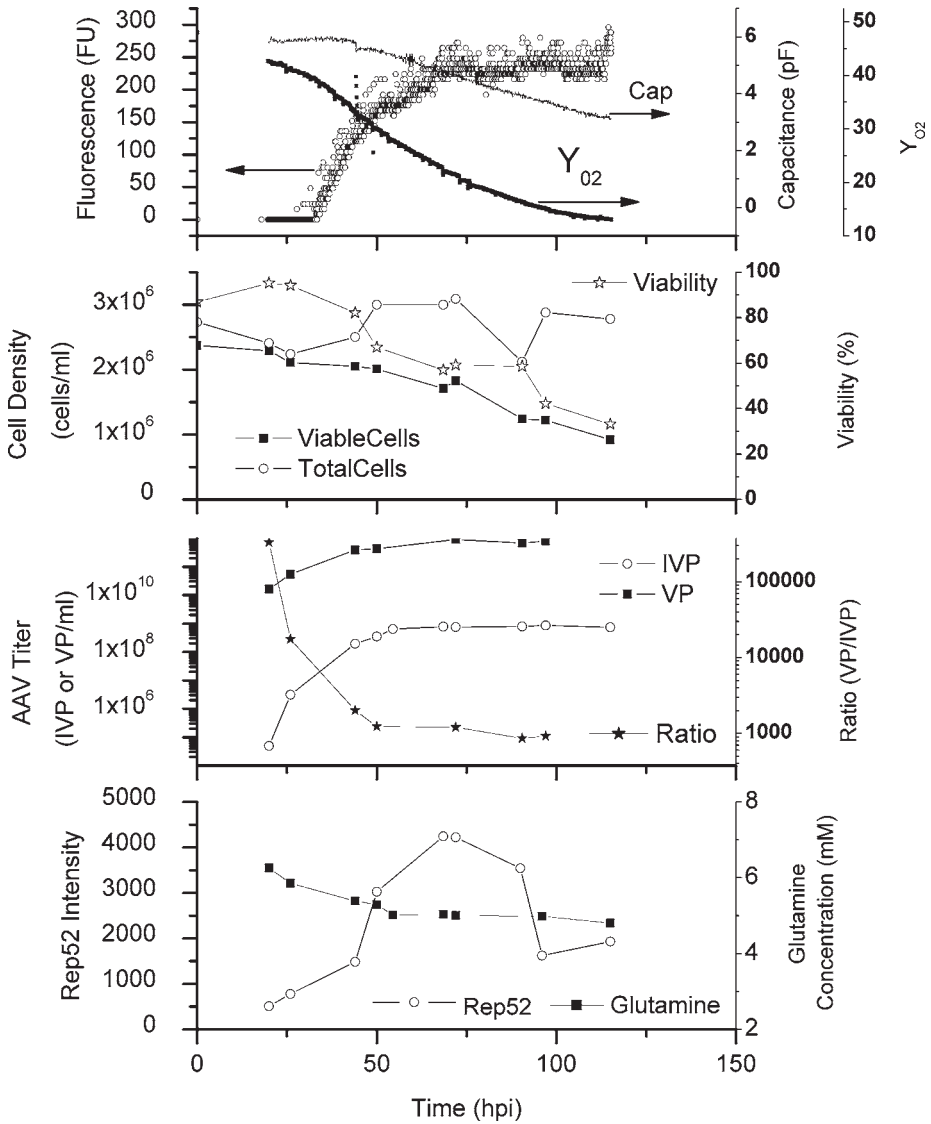 300
250
200
150
100
50
0
Fluorescence (FU)
6
4
2
0
Capacitance (pF)
50
40
30
20
10
Y O2
Cap
Y 02
3x10^6
2x10^6
1x10^6
0
Cell Density
(cells/ml)
ViableCells
TotalCells
Viability
100
80
60
40
20
0
Viability (%)
1x10^10
1x10^8
1x10^6
AAV Titer
(IVP or VP/ml)
IVP
VP
Ratio
100000
10000
1000
Ratio (VP/IVP)
5000
4000
3000
2000
1000
0
Rep52 Intensity
Rep52
Glutamine
8
6
4
2
Glutamine
Concentration (mM)
0
50
100
150
Time (hpi)